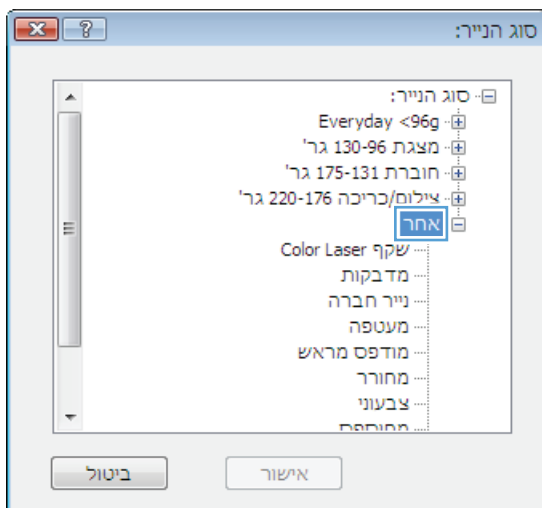 סוג הנייר:
סוג הנייר:
Everyday <96g
מצגת 130-96 גר'
חוברת 175-131 גר'
צילום/כריכה 220-176 גר'
אחר
שקף Color Laser
מדבקות
נייר חברה
מעטפה
מודפס מראש
מחורר
צבעוני
מחוספס
אישור
ביטול